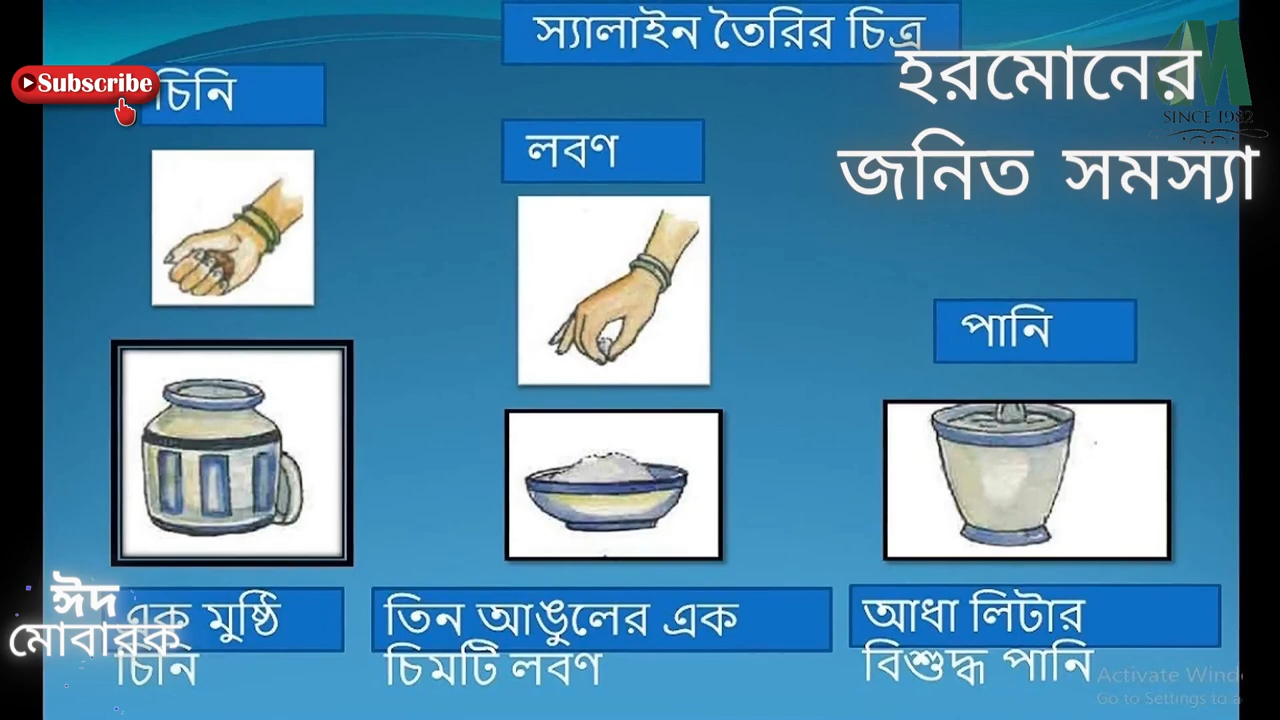 স্যালাইন তৈরির চিত্র
Subscribe
চিনি
হরমোনের
জনিত সমস্যা
M
SINCE 1982
লবণ
পানি
ঈদ
মোবারক
এক মুষ্ঠি
চিনি
তিন আঙুলের এক
চিমটি লবণ
আধা লিটার
বিশুদ্ধ পানি
Activate Wind
Go to Settings to a